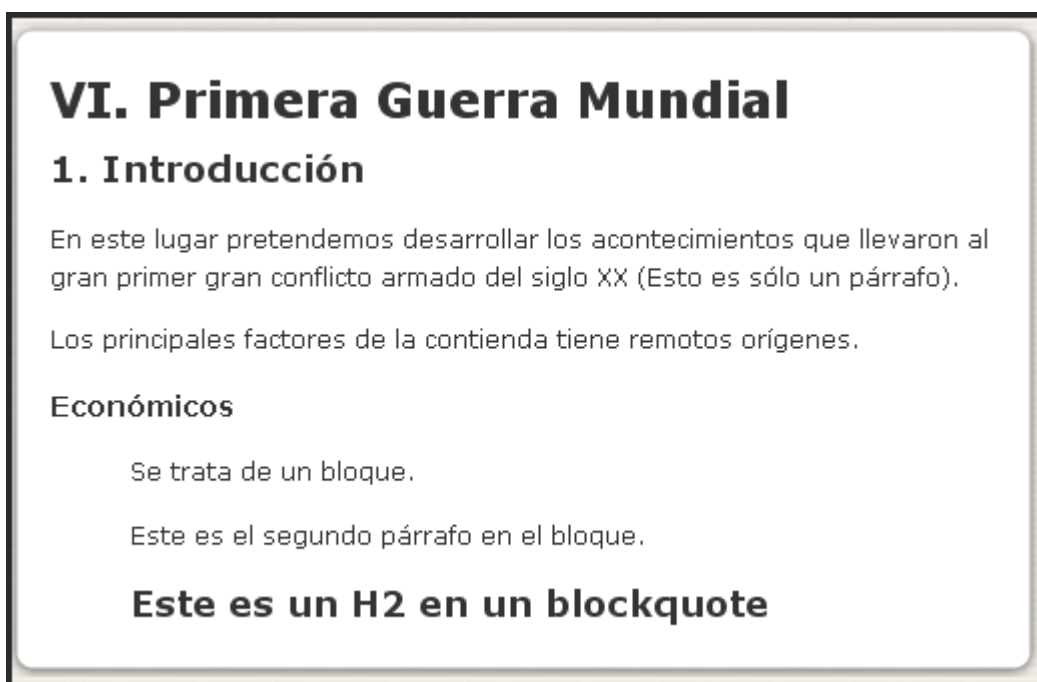 VI. Primera Guerra Mundial
1. Introducción
En este lugar pretendemos desarrollar los acontecimientos que llevaron al
gran primer gran conflicto armado del siglo XX (Esto es sólo un párrafo).
Los principales factores de la contienda tiene remotos orígenes.
Económicos
Se trata de un bloque.
Este es el segundo párrafo en el bloque.
Este es un H2 en un blockquote